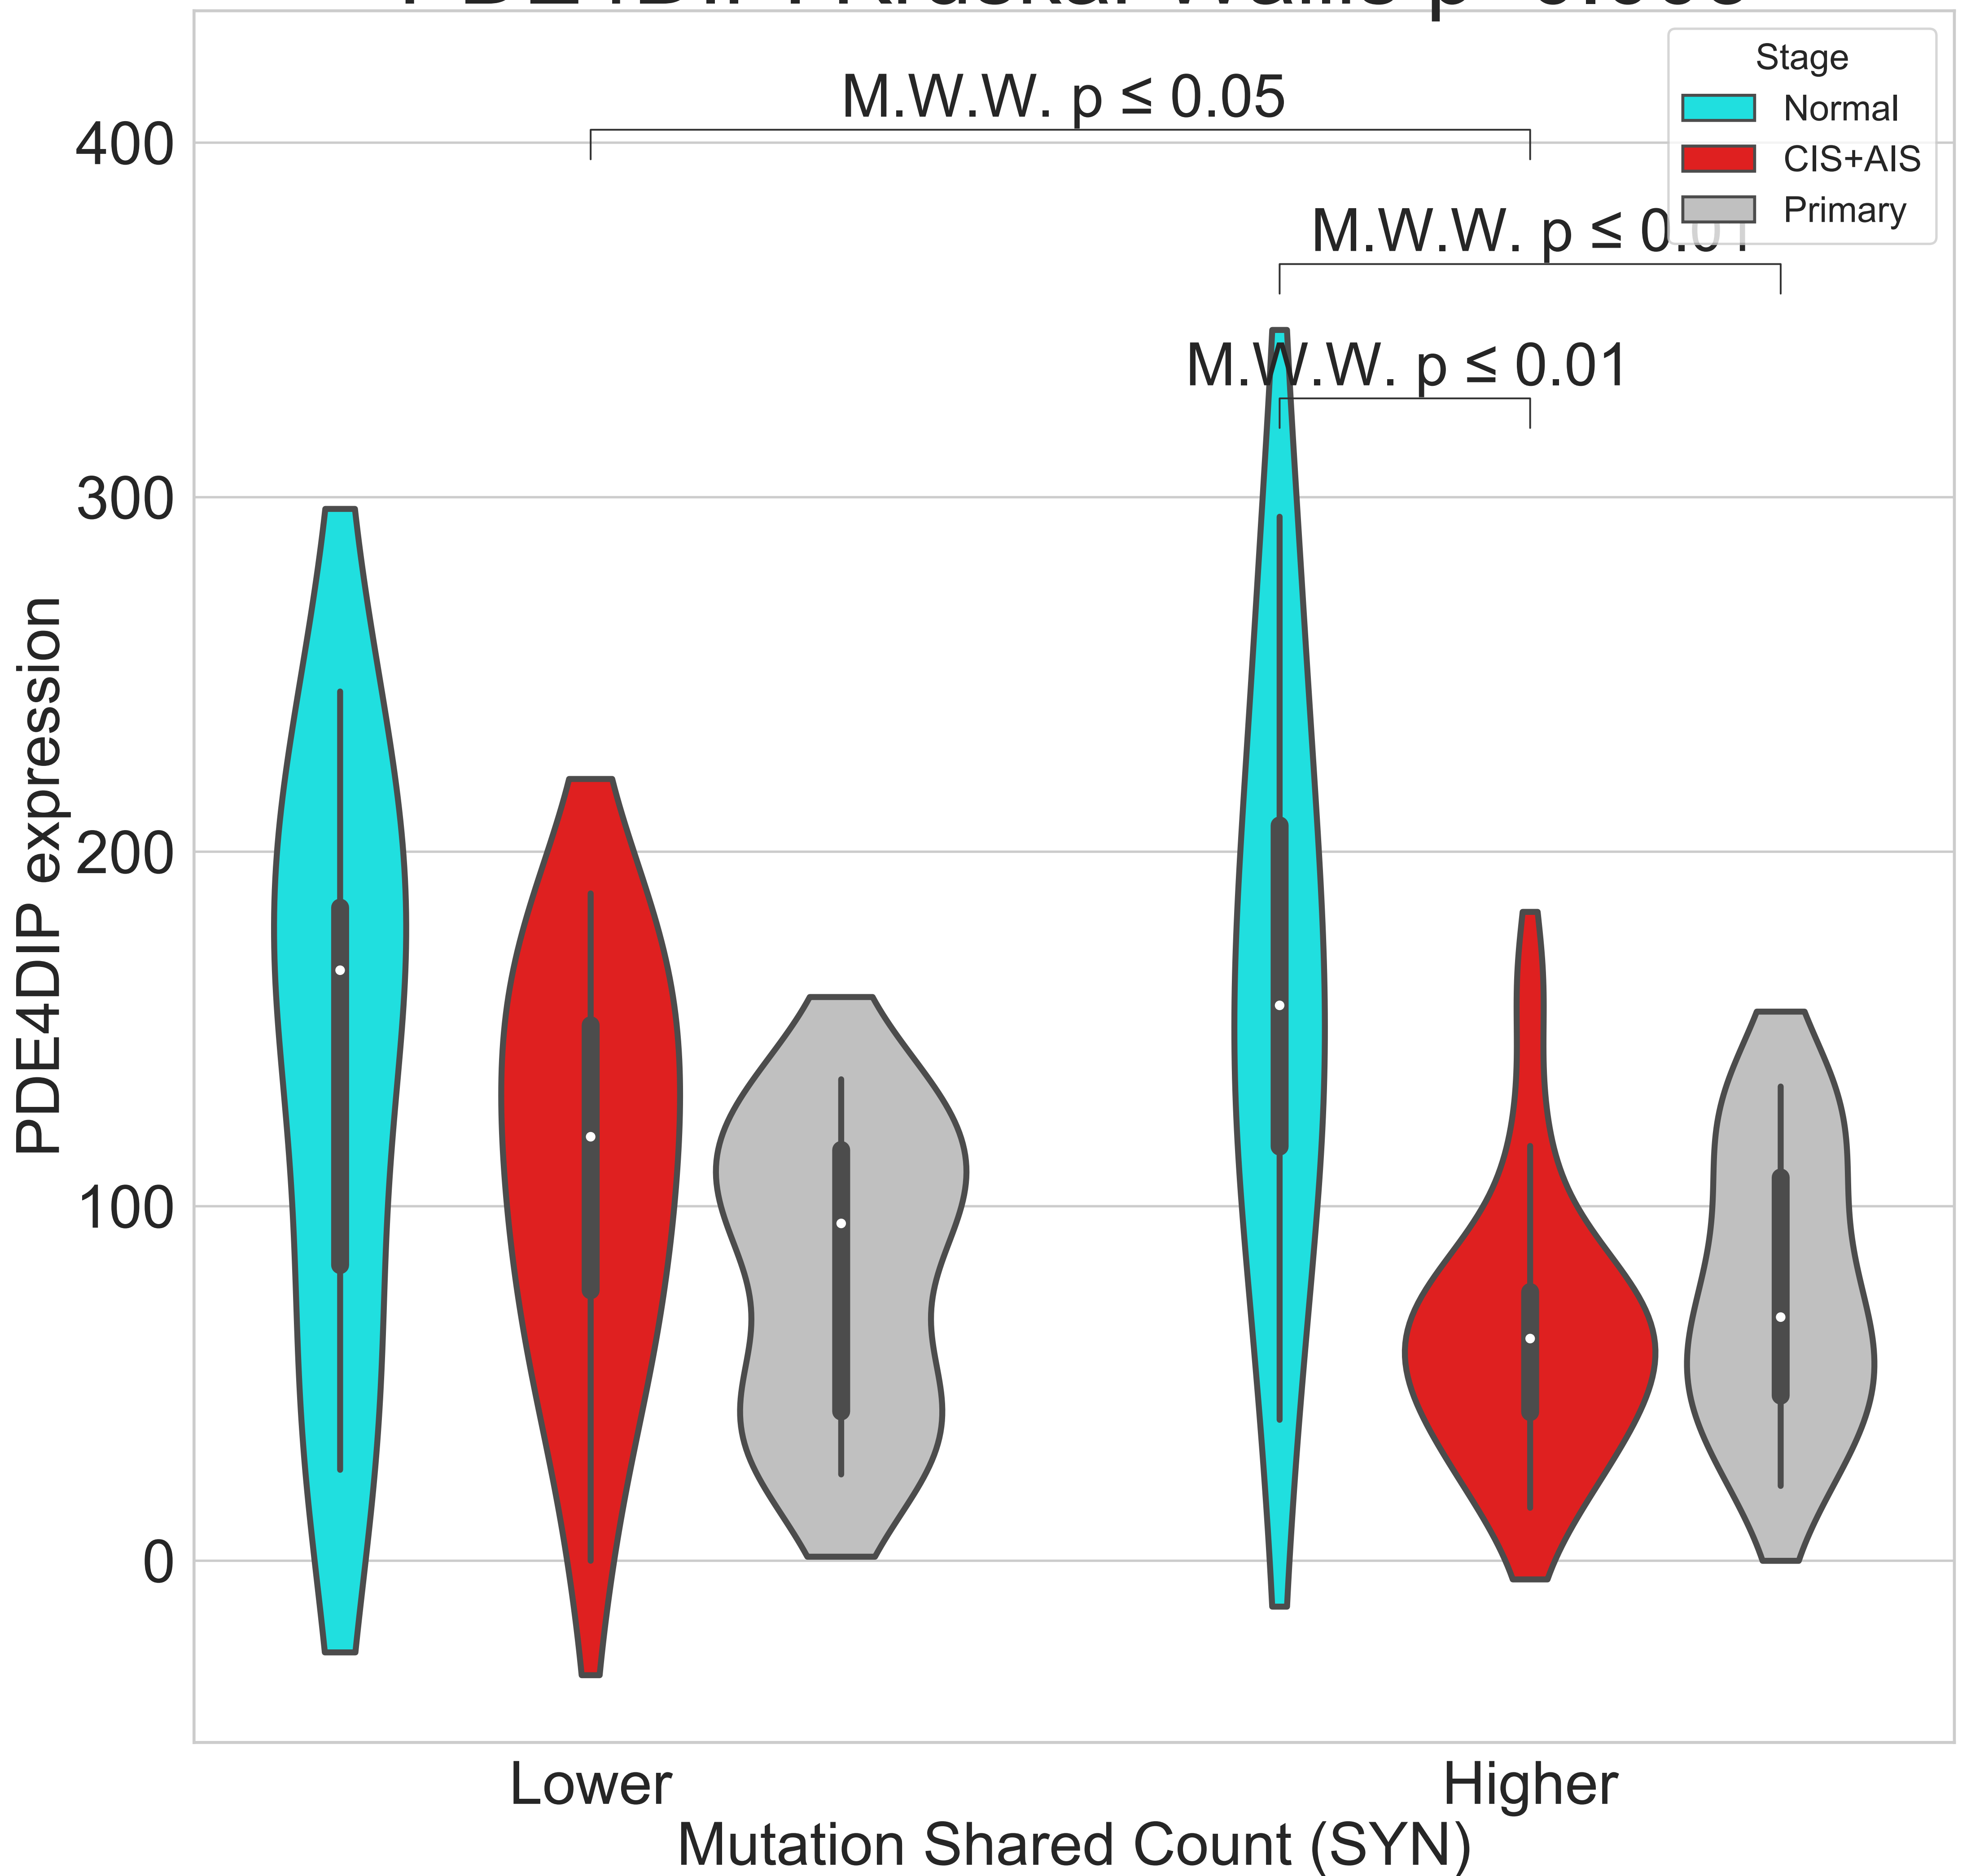 M.W.W. p ≤ 0.05
Stage
Normal
CIS+AIS
Primary
M.W.W. p ≤ 0.01
M.W.W. p ≤ 0.01
400
300
200
100
0
PDE4DIP expression
Lower
Higher
Mutation Shared Count (SYN)